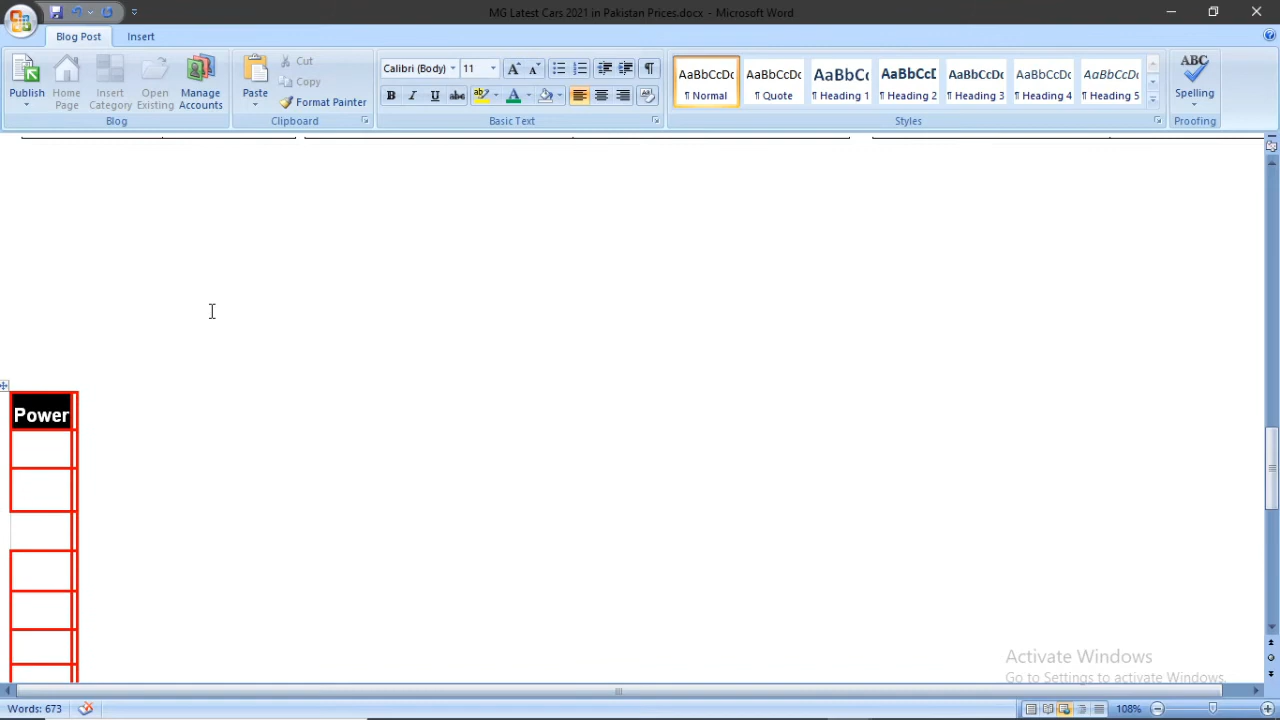 MG Latest Cars 2021 in Pakistan Prices.docx - Microsoft Word
Blog Post
Insert
Publish
Home Page
Insert Category
Open Existing
Manage Accounts
Blog
Paste
Cut
Copy
Format Painter
Clipboard
Calibri (Body)
11
B I U abc
Basic Text
AaBbCcDc
¶ Normal
AaBbCcDc
¶ Quote
AaBbCc
¶ Heading 1
AaBbCcD
¶ Heading 2
AaBbCcDc
¶ Heading 3
AaBbCcDc
¶ Heading 4
AaBbCcDc
¶ Heading 5
Styles
ABC
Spelling
Proofing
Power
Activate Windows
Go to Settings to activate Windows.
Words: 673
108%